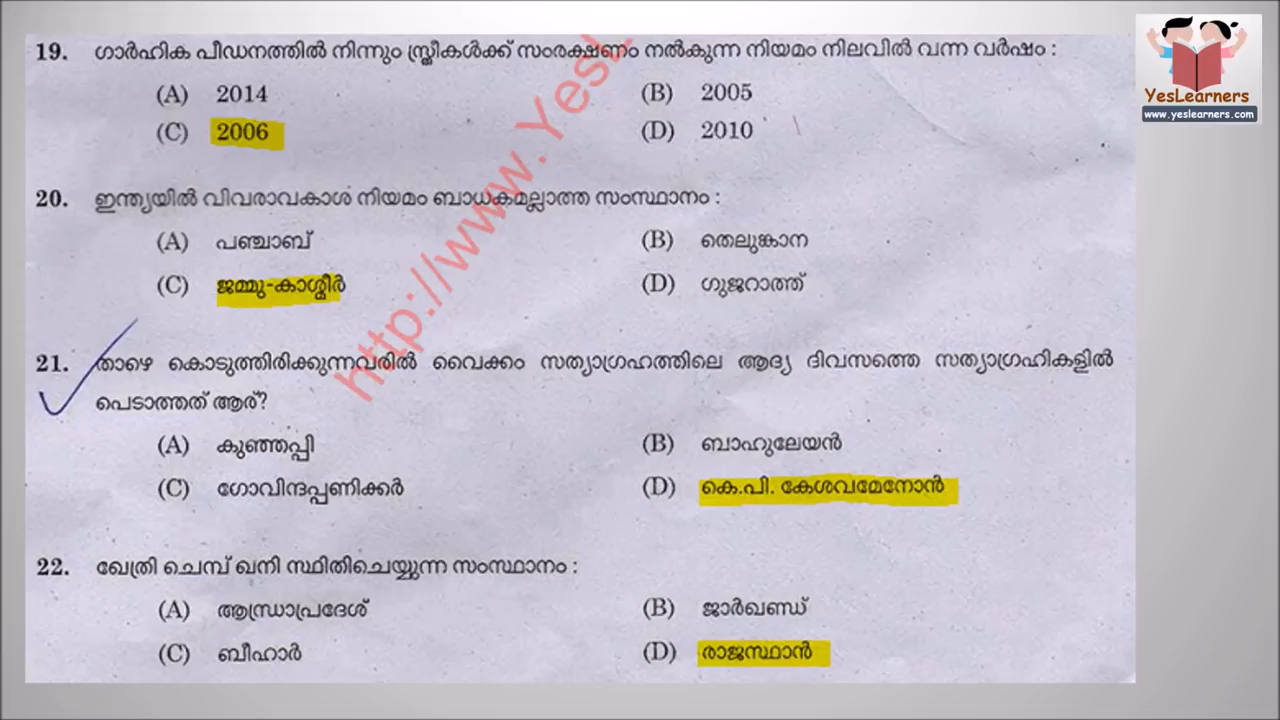 YesLearners
www.yeslearners.com
19. ഗാർഹിക പീഡനത്തിൽ നിന്നും സ്ത്രീകൾക്ക് സംരക്ഷണം നൽകുന്ന നിയമം നിലവിൽ വന്ന വർഷം :
(A) 2014 (B) 2005
(C) 2006 (D) 2010
20. ഇന്ത്യയിൽ വിവരാവകാശ നിയമം ബാധകമല്ലാത്ത സംസ്ഥാനം :
(A) പഞ്ചാബ് (B) തെലുങ്കാന
(C) ജമ്മു-കാശ്മീർ (D) ഗുജറാത്ത്
21. താഴെ കൊടുത്തിരിക്കുന്നവരിൽ വൈക്കം സത്യാഗ്രഹത്തിലെ ആദ്യ ദിവസത്തെ സത്യാഗ്രഹികളിൽ
പെടാത്തത് ആര്?
(A) കുഞ്ഞപ്പി (B) ബാഹുലേയൻ
(C) ഗോവിന്ദപ്പണിക്കർ (D) കെ.പി. കേശവമേനോൻ
22. ഖേത്രി ചെമ്പ് ഖനി സ്ഥിതിചെയ്യുന്ന സംസ്ഥാനം :
(A) ആന്ധ്രാപ്രദേശ് (B) ജാർഖണ്ഡ്
(C) ബീഹാർ (D) രാജസ്ഥാൻ
http://www.YesL